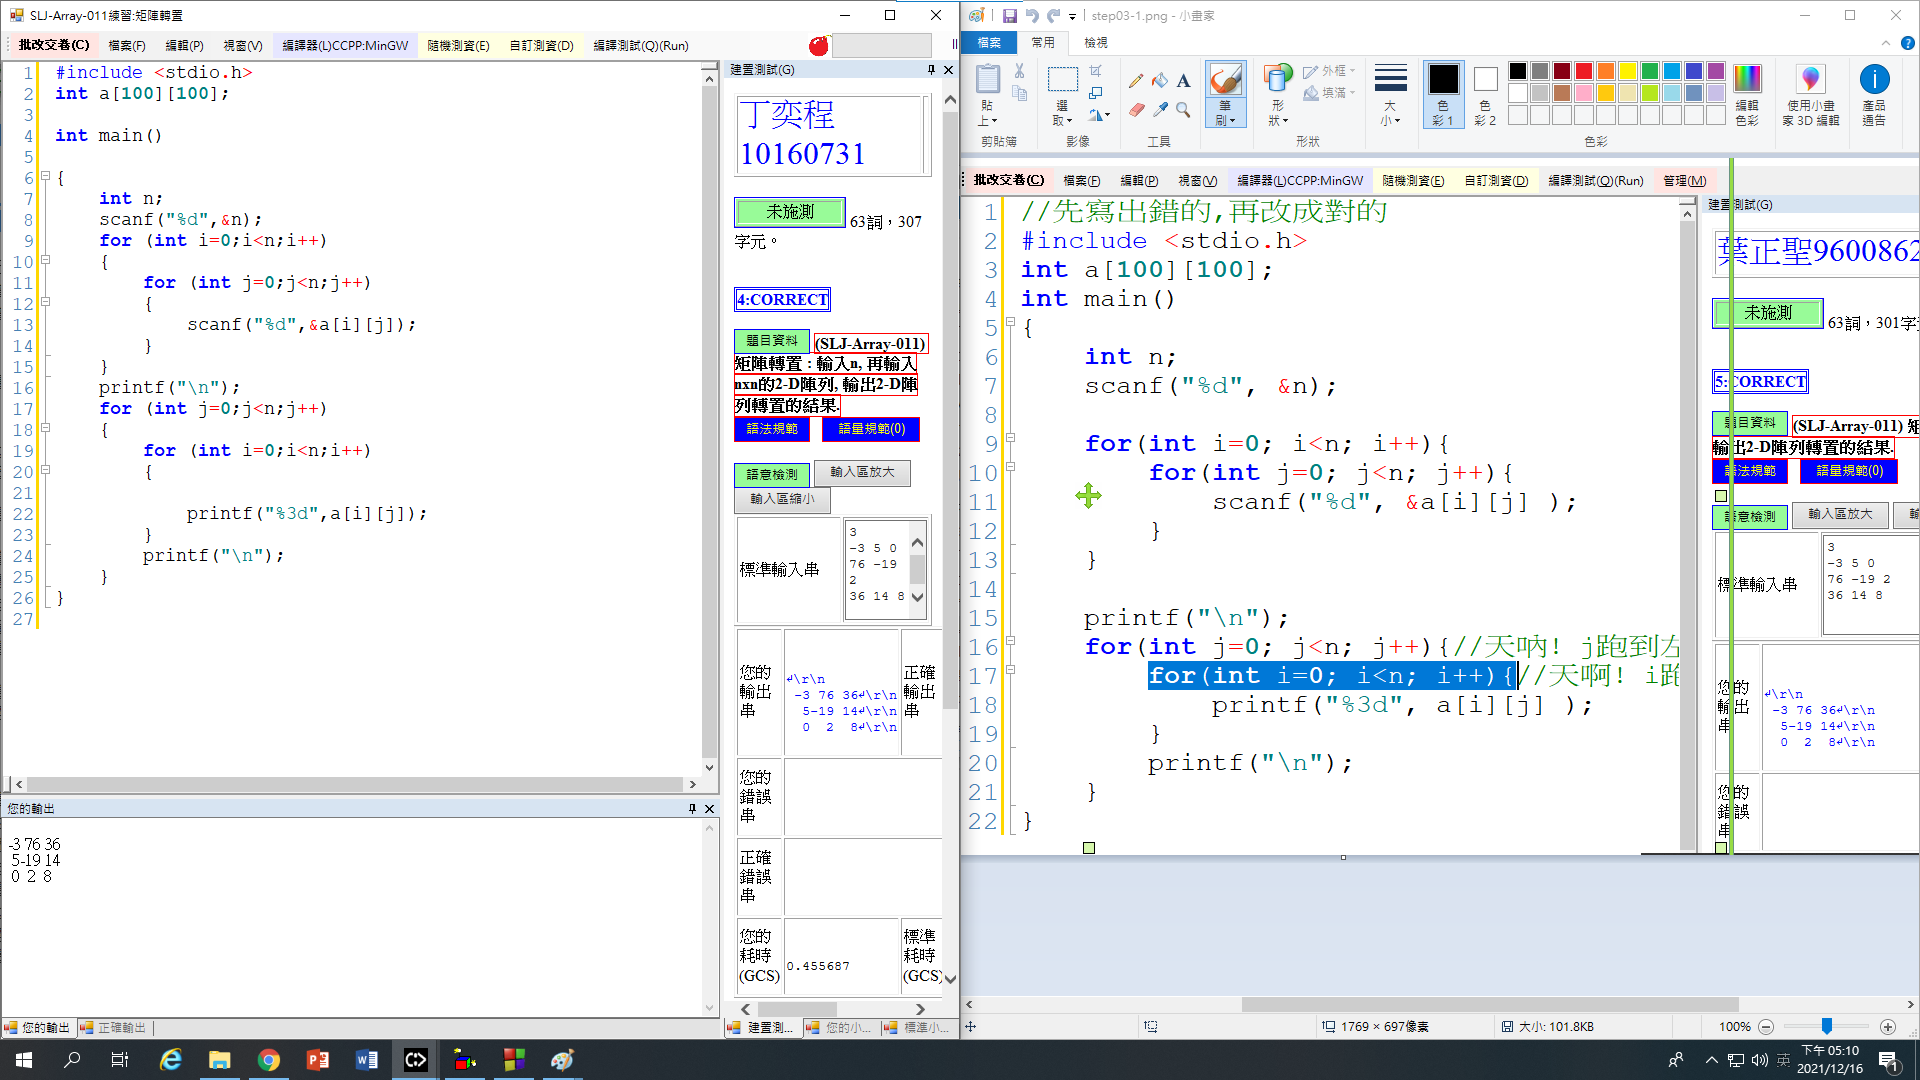 SLJ-Array-011練習:矩陣轉置
批改交卷(C) 檔案(F) 編輯(P) 視窗(V) 編譯器(L)CCPP:MinGW 隨機測資(E) 自訂測資(D) 編譯測試(Q)(Run)
1 #include <stdio.h>
2 int a[100][100];
3
4 int main()
5
6 {
7 int n;
8 scanf("%d",&n);
9 for (int i=0;i<n;i++)
10 {
11 for (int j=0;j<n;j++)
12 {
13 scanf("%d",&a[i][j]);
14 }
15 }
16 printf("\n");
17 for (int j=0;j<n;j++)
18 {
19 for (int i=0;i<n;i++)
20 {
21
22 printf("%3d",a[i][j]);
23 }
24 printf("\n");
25 }
26 }
27
您的輸出
-3 76 36
5-19 14
0 2 8
您的輸出 正確輸出
建置測試(G)
丁奕程
10160731
未施測 63詞，307
字元。
4:CORRECT
題目資料 (SLJ-Array-011)
矩陣轉置 : 輸入n, 再輸入
nxn的2-D陣列, 輸出2-D陣
列轉置的結果.
語法規範 語量規範(0)
語意檢測 輸入區放大
輸入區縮小
標準輸入串
3
-3 5 0
76 -19
2
36 14 8
您的輸出串
↲\r\n
-3 76 36↲\r\n
5-19 14↲\r\n
0 2 8↲\r\n
正確輸出串
您的錯誤串
正確錯誤串
您的耗時(GCS)
0.455687
標準耗時(GCS)
建置測... 您的小... 標準小...
step03-1.png - 小畫家
檔案 常用 檢視
貼上 剪貼簿
選取 影像
工具
筆刷
形狀 外框 填滿 形狀
大小
色彩 1 色彩 2 編輯色彩 色彩
使用小畫家 3D 編輯
產品通告
批改交卷(C) 檔案(F) 編輯(P) 視窗(V) 編譯器(L)CCPP:MinGW 隨機測資(E) 自訂測資(D) 編譯測試(Q)(Run) 管理(M)
1 //先寫出錯的,再改成對的
2 #include <stdio.h>
3 int a[100][100];
4 int main()
5 {
6 int n;
7 scanf("%d", &n);
8
9 for(int i=0; i<n; i++){
10 for(int j=0; j<n; j++){
11 scanf("%d", &a[i][j] );
12 }
13 }
14
15 printf("\n");
16 for(int j=0; j<n; j++){//天吶! j跑到左
17 for(int i=0; i<n; i++){//天啊! i跑
18 printf("%3d", a[i][j] );
19 }
20 printf("\n");
21 }
22 }
建置測試(G)
葉正聖9600862
未施測 63詞，301字
5:CORRECT
題目資料 (SLJ-Array-011) 矩
輸出2-D陣列轉置的結果.
語法規範 語量規範(0)
語意檢測 輸入區放大 輸
標準輸入串
3
-3 5 0
76 -19 2
36 14 8
您的輸出串
↲\r\n
-3 76 36↲\r\n
5-19 14↲\r\n
0 2 8↲\r\n
您的錯誤串
1769 × 697像素 大小: 101.8KB 100%
英 下午 05:10
2021/12/16
1